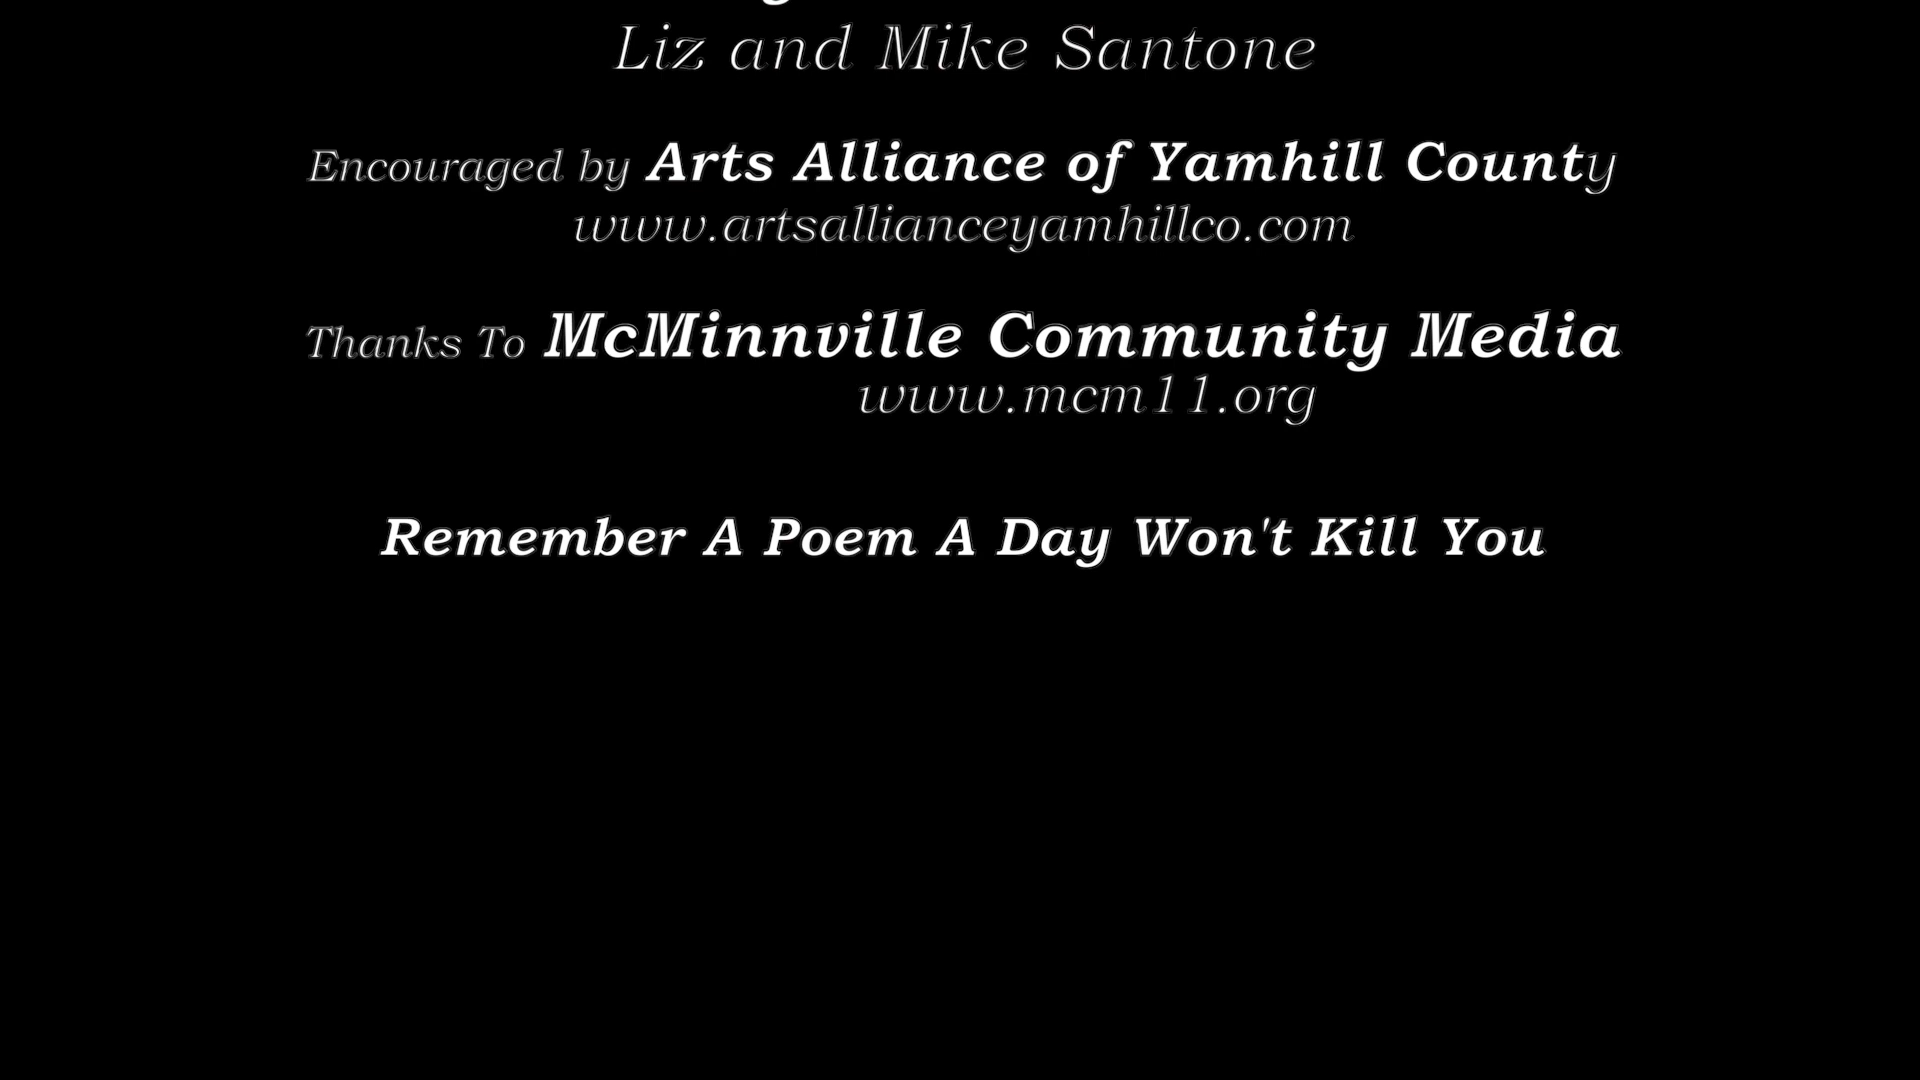 Liz and Mike Santone
Encouraged by Arts Alliance of Yamhill County
www.artsallianceyamhillco.com
Thanks To McMinnville Community Media
www.mcm11.org
Remember A Poem A Day Won't Kill You